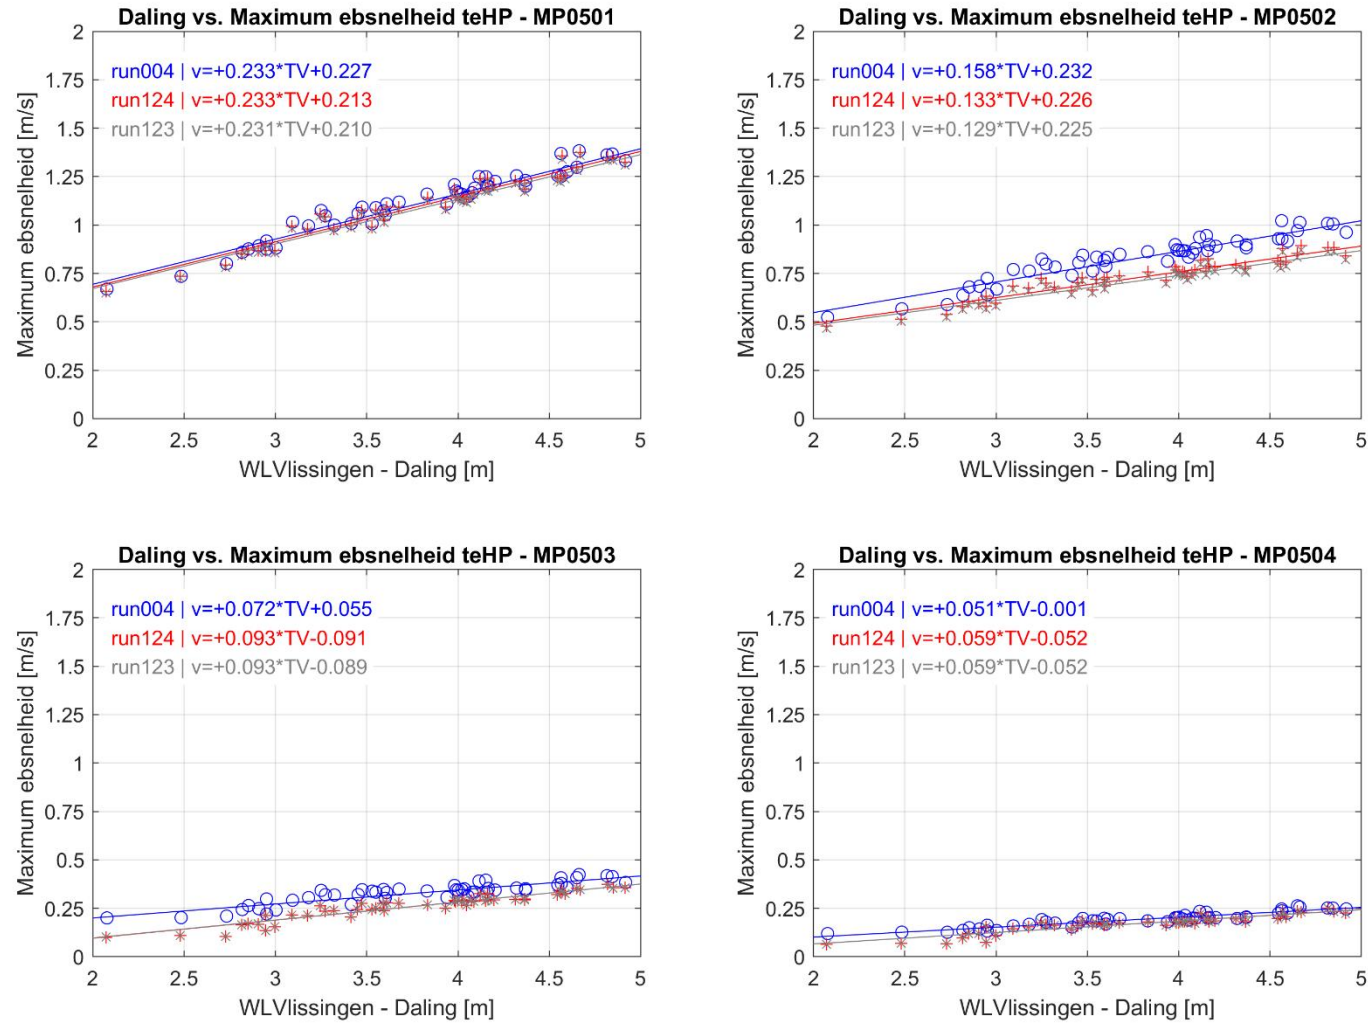 Daling vs. Maximum ebsnelheid teHP - MP0501
2
1.75
1.5
1.25
1
0.75
0.5
0.25
0
Maximum ebsnelheid [m/s]
run004 | v=+0.233*TV+0.227
run124 | v=+0.233*TV+0.213
run123 | v=+0.231*TV+0.210
2 2.5 3 3.5 4 4.5 5
WLVlissingen - Daling [m]
Daling vs. Maximum ebsnelheid teHP - MP0502
2
1.75
1.5
1.25
1
0.75
0.5
0.25
0
Maximum ebsnelheid [m/s]
run004 | v=+0.158*TV+0.232
run124 | v=+0.133*TV+0.226
run123 | v=+0.129*TV+0.225
2 2.5 3 3.5 4 4.5 5
WLVlissingen - Daling [m]
Daling vs. Maximum ebsnelheid teHP - MP0503
2
1.75
1.5
1.25
1
0.75
0.5
0.25
0
Maximum ebsnelheid [m/s]
run004 | v=+0.072*TV+0.055
run124 | v=+0.093*TV-0.091
run123 | v=+0.093*TV-0.089
2 2.5 3 3.5 4 4.5 5
WLVlissingen - Daling [m]
Daling vs. Maximum ebsnelheid teHP - MP0504
2
1.75
1.5
1.25
1
0.75
0.5
0.25
0
Maximum ebsnelheid [m/s]
run004 | v=+0.051*TV-0.001
run124 | v=+0.059*TV-0.052
run123 | v=+0.059*TV-0.052
2 2.5 3 3.5 4 4.5 5
WLVlissingen - Daling [m]